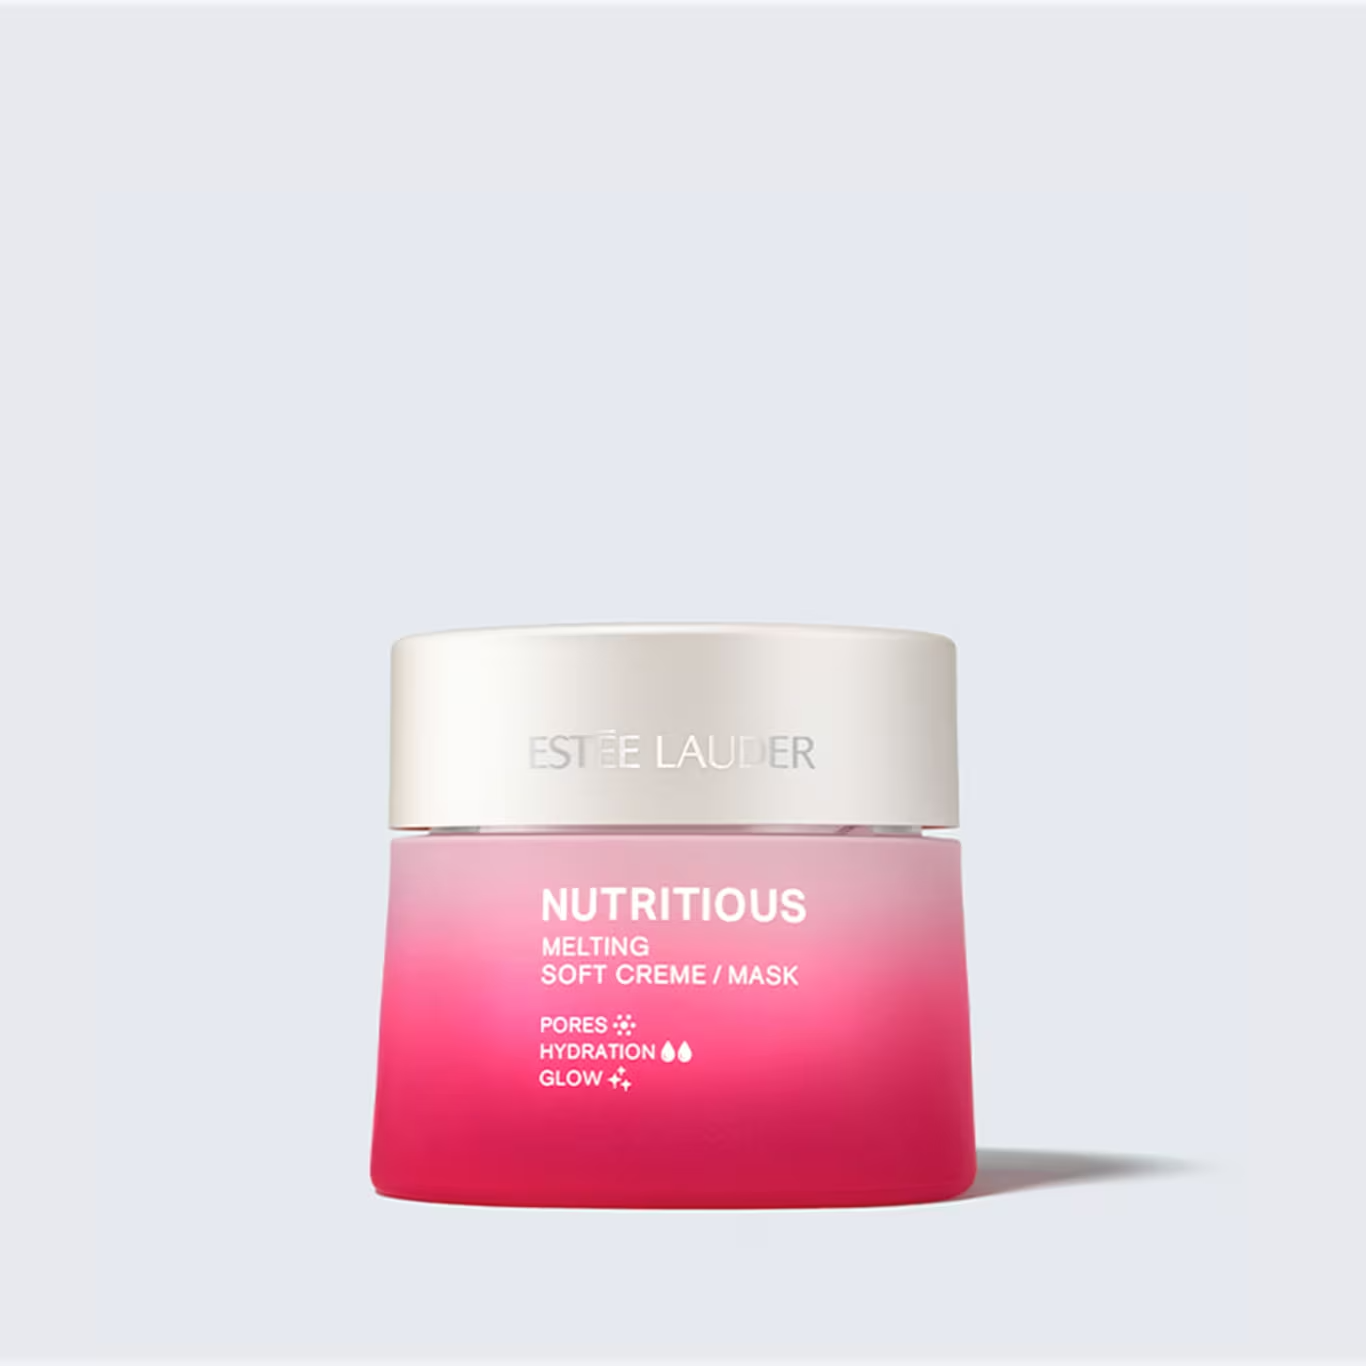 ESTĒE LAUDER
NUTRITIOUS
MELTING
SOFT CREME / MASK
PORES
HYDRATION
GLOW